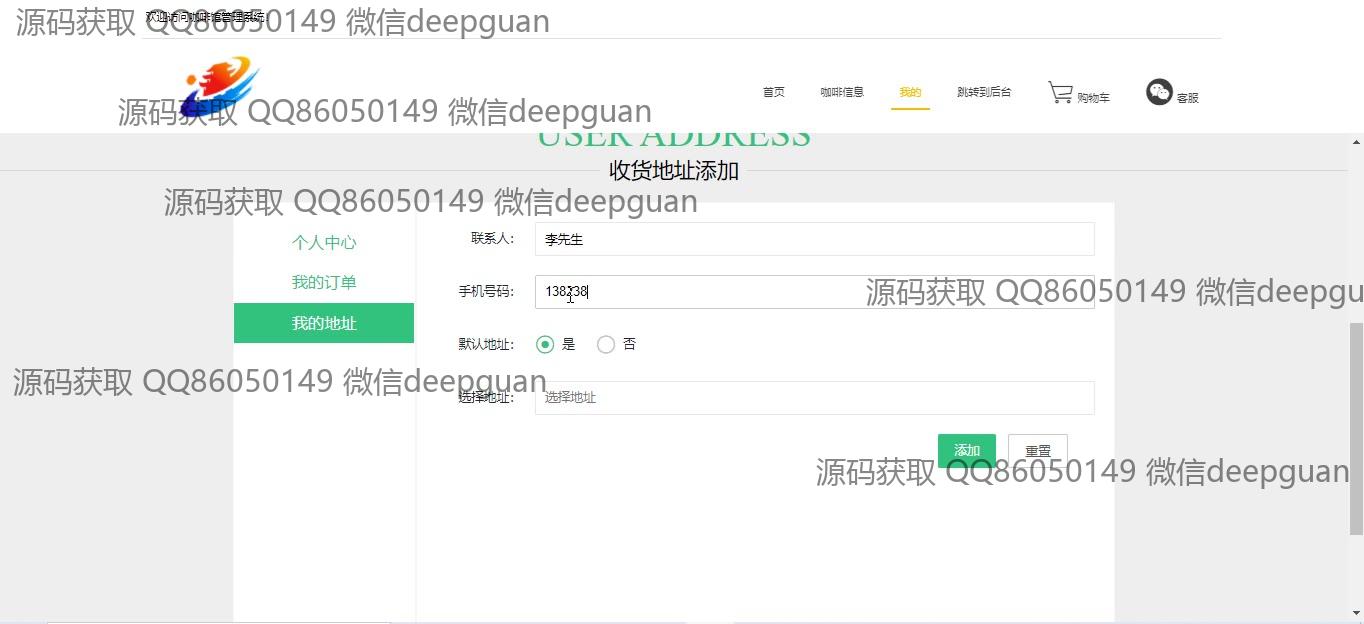 欢迎访问咖啡馆管理系统！
源码获取 QQ86050149 微信deepguan
首页 咖啡信息 我的 跳转到后台 购物车 客服
源码获取 QQ86050149 微信deepguan
USER ADDRESS
收货地址添加
源码获取 QQ86050149 微信deepguan
个人中心
我的订单
我的地址
联系人： 李先生
手机号码： 138238
源码获取 QQ86050149 微信deepgu
默认地址： 是 否
源码获取 QQ86050149 微信deepguan
选择地址： 选择地址
添加 重置
源码获取 QQ86050149 微信deepguan